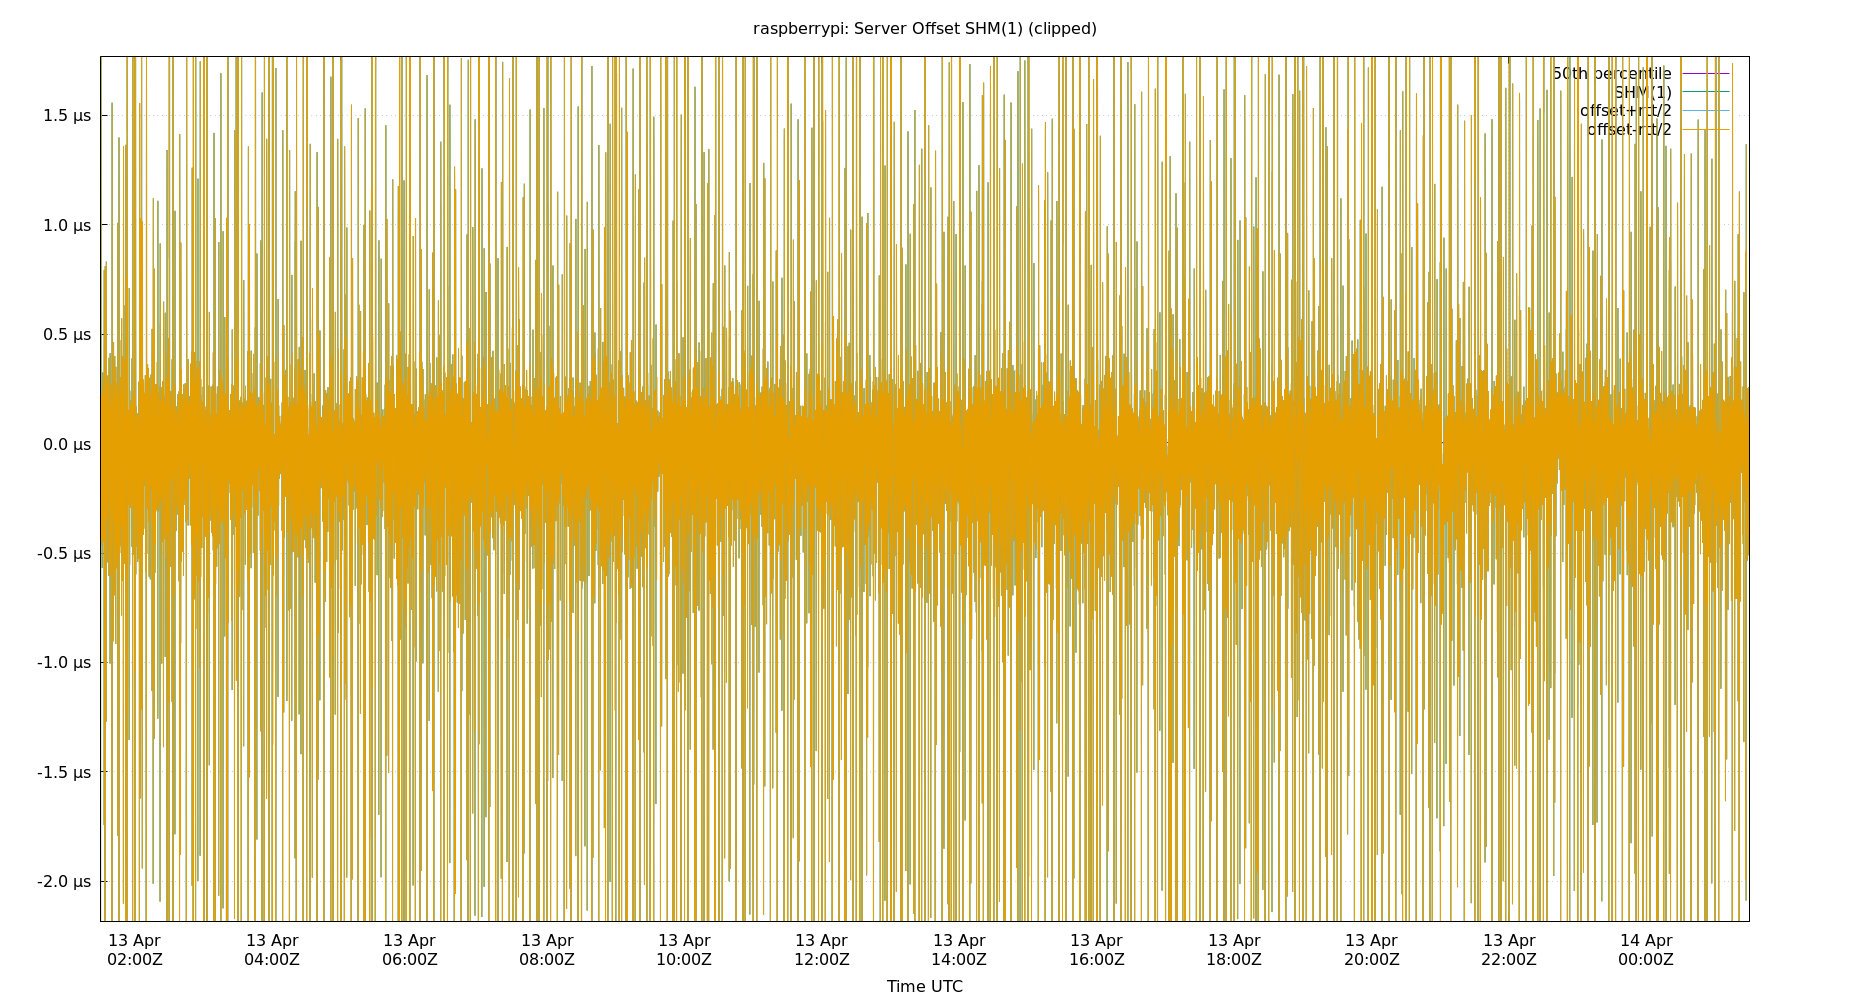 raspberrypi: Server Offset SHM(1) (clipped)
50th percentile
SHM(1)
offset+rtt/2
offset-rtt/2
1.5 µs
1.0 µs
0.5 µs
0.0 µs
-0.5 µs
-1.0 µs
-1.5 µs
-2.0 µs
13 Apr 13 Apr 13 Apr 13 Apr 13 Apr 13 Apr 13 Apr 13 Apr 13 Apr 13 Apr 13 Apr 14 Apr
02:00Z 04:00Z 06:00Z 08:00Z 10:00Z 12:00Z 14:00Z 16:00Z 18:00Z 20:00Z 22:00Z 00:00Z
Time UTC